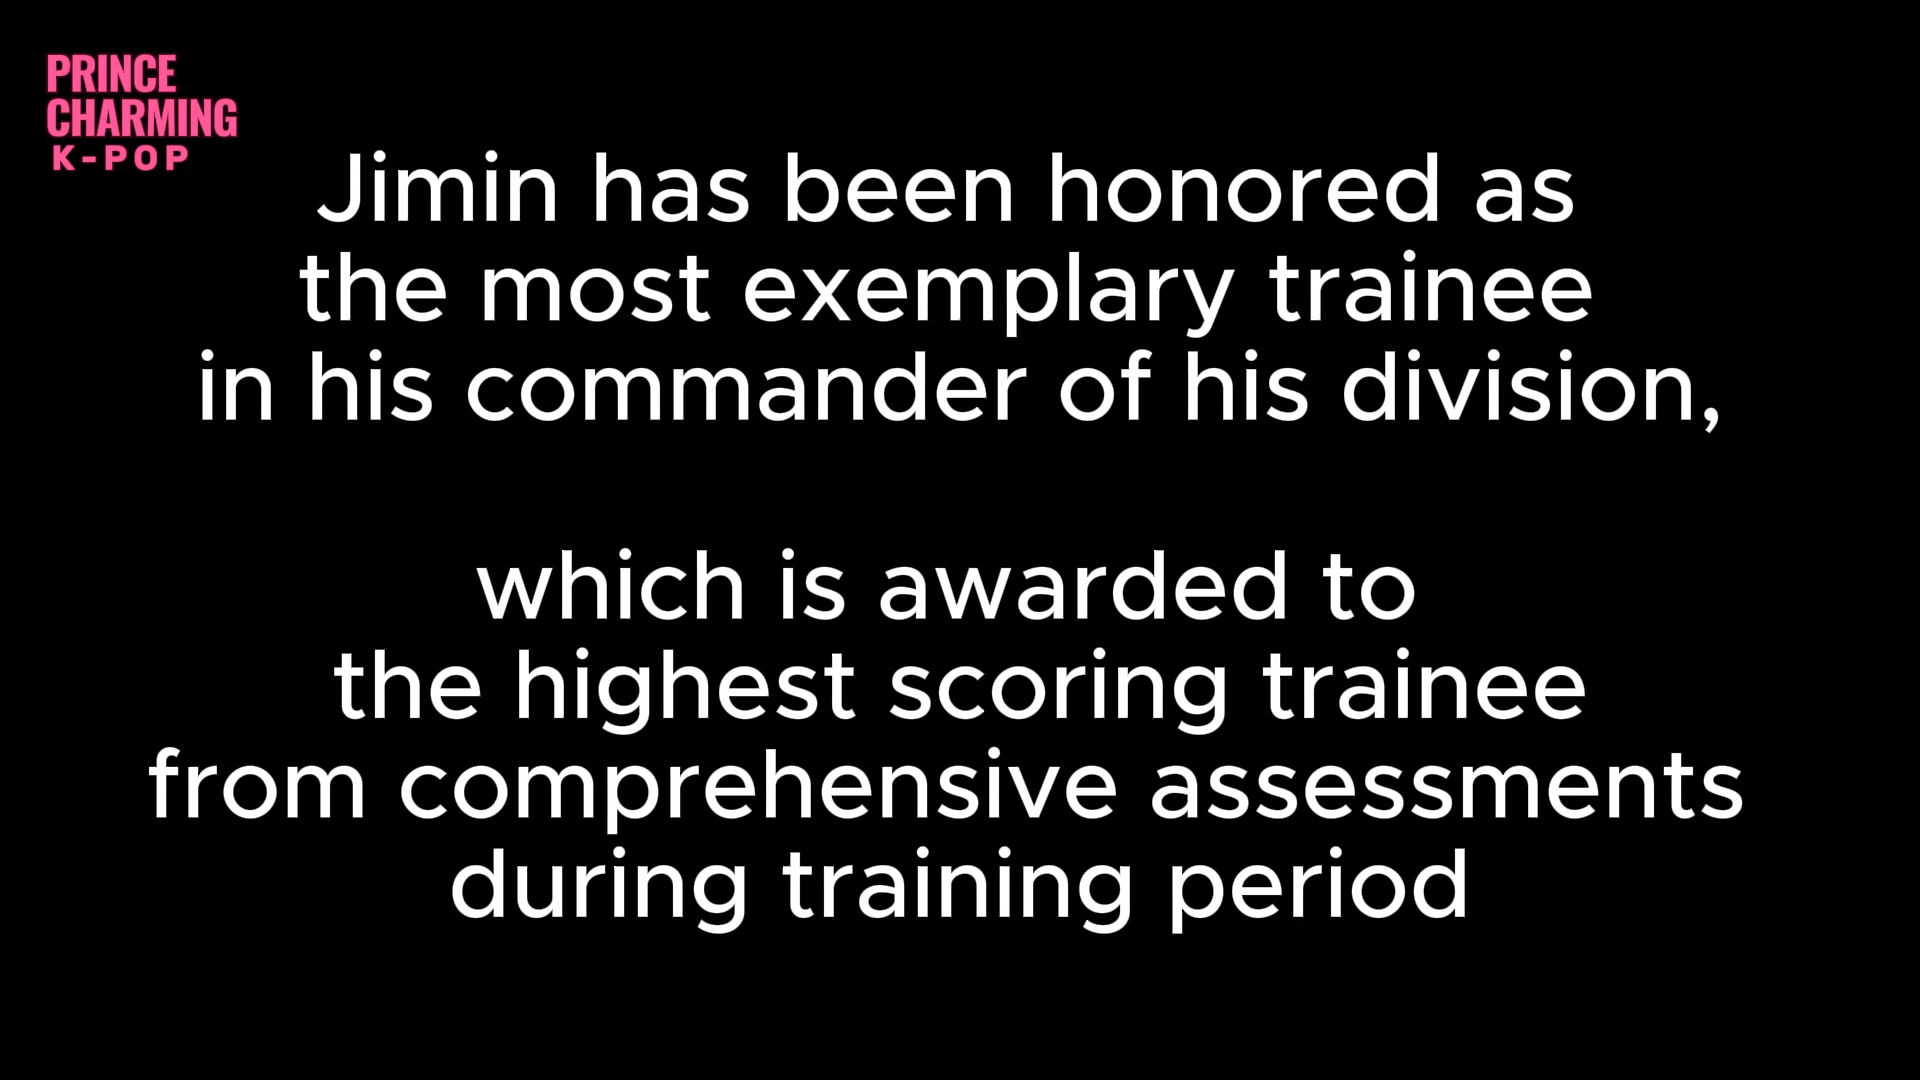 PRINCE
CHARMING
K-POP
Jimin has been honored as
the most exemplary trainee
in his commander of his division,
which is awarded to
the highest scoring trainee
from comprehensive assessments
during training period